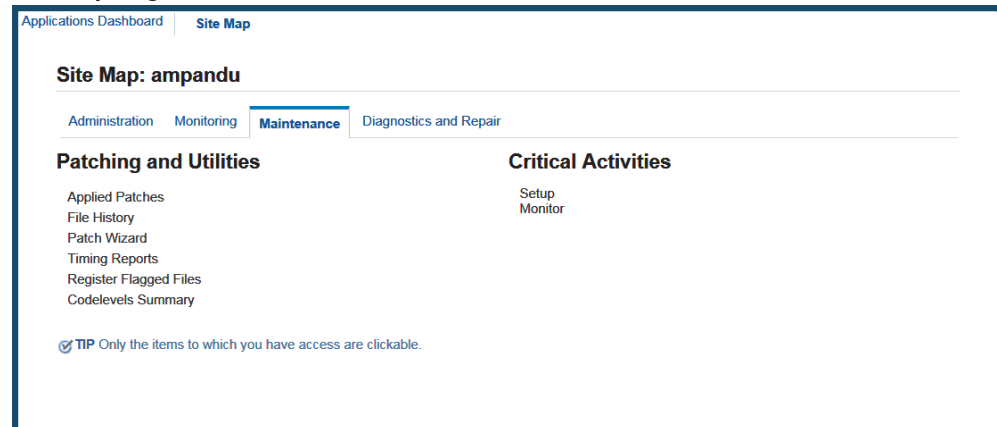 Applications Dashboard Site Map
Site Map: ampandu
Administration Monitoring Maintenance Diagnostics and Repair
Patching and Utilities
Applied Patches
File History
Patch Wizard
Timing Reports
Register Flagged Files
Codelevels Summary
Critical Activities
Setup
Monitor
TIP Only the items to which you have access are clickable.